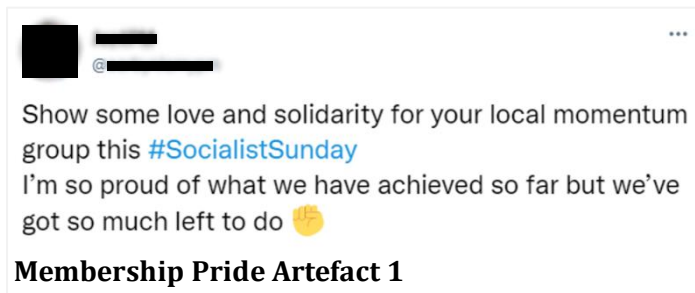 @
Show some love and solidarity for your local momentum
group this #SocialistSunday
I'm so proud of what we have achieved so far but we've
got so much left to do ✊
Membership Pride Artefact 1